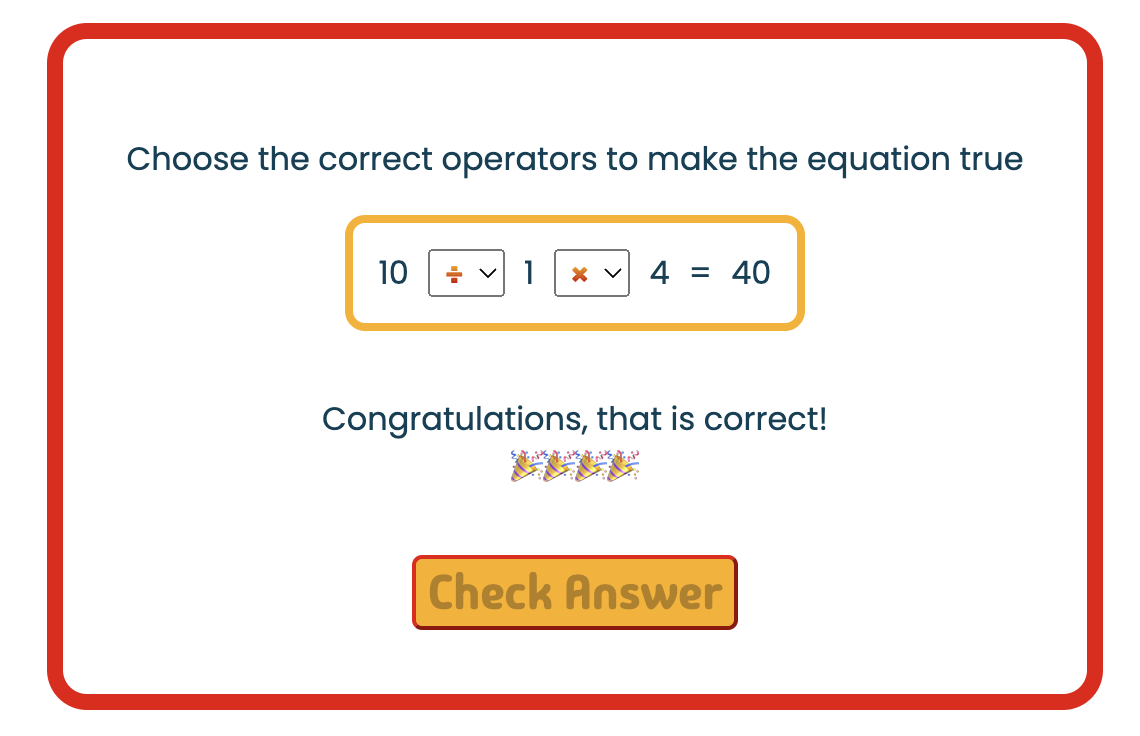 Choose the correct operators to make the equation true
10 ÷ 1 × 4 = 40
Congratulations, that is correct!
🎉🎉🎉🎉
Check Answer